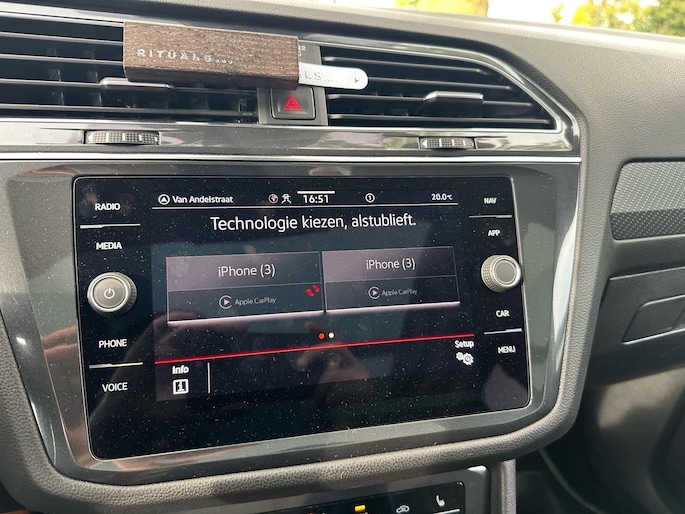 RITUALS...
RADIO
Van Andelstraat
16:51
1
20.0°C
NAV
Technologie kiezen, alstublieft.
MEDIA
APP
iPhone (3)
iPhone (3)
Apple CarPlay
Apple CarPlay
CAR
PHONE
Setup
MENU
Info
VOICE